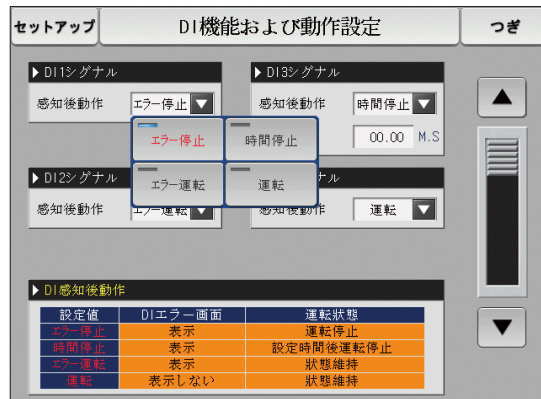 セットアップ
DI機能および動作設定
つぎ
▶ DI1シグナル
感知後動作 エラー停止 ▼
▶ DI3シグナル
感知後動作 時間停止 ▼
00.00 M.S
エラー停止 時間停止
エラー運転 運転
▶ DI2シグナル
感知後動作 エラー運転 ▼
ナル
感知後動作 運転 ▼
▶ DI感知後動作
設定値 DIエラー画面 運転状態
エラー停止 表示 運転停止
時間停止 表示 設定時間後運転停止
エラー運転 表示 状態維持
運転 表示しない 状態維持